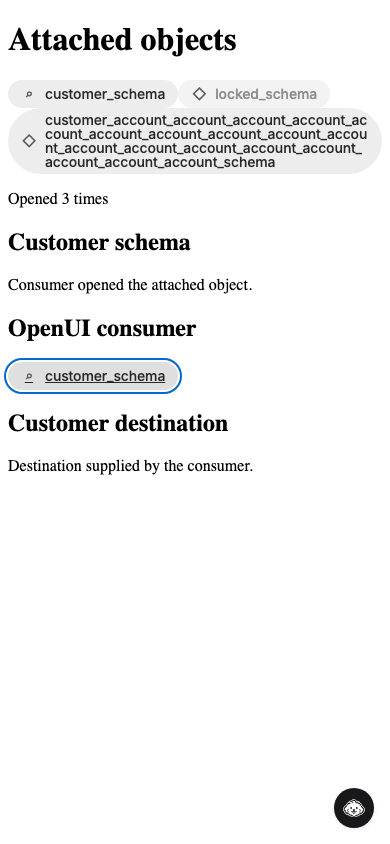 Attached objects
customer_schema
locked_schema
customer_account_account_account_account_ac
count_account_account_account_account_accou
nt_account_account_account_account_account_
account_account_account_schema
Opened 3 times
Customer schema
Consumer opened the attached object.
OpenUI consumer
customer_schema
Customer destination
Destination supplied by the consumer.